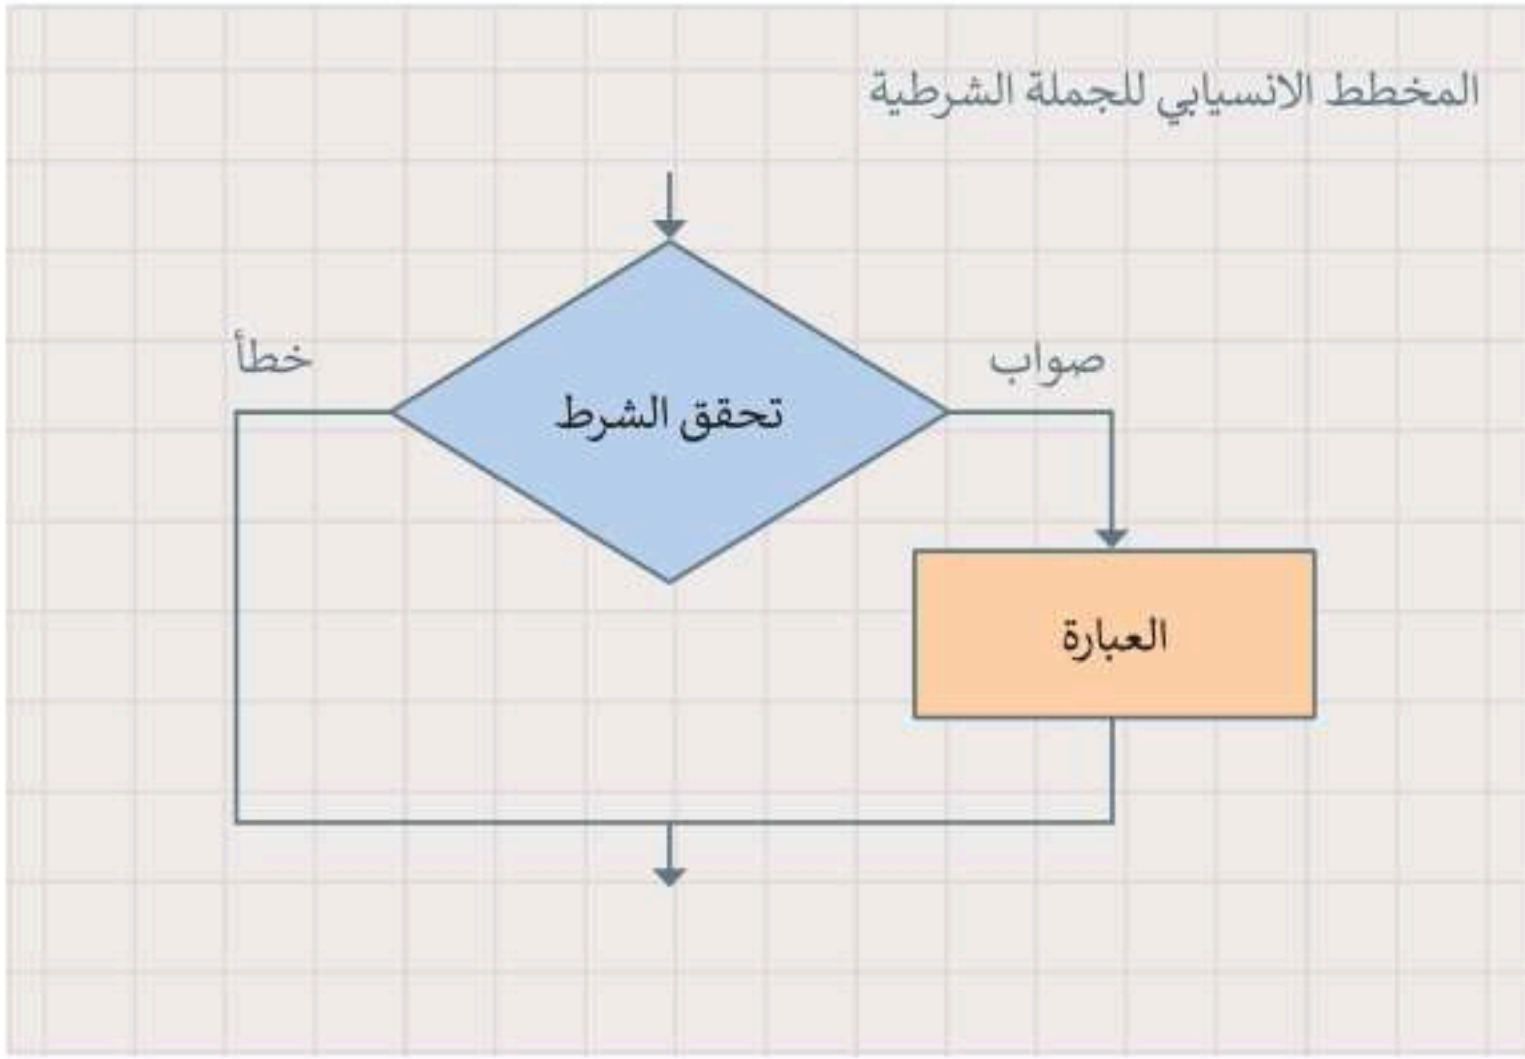 المخطط الانسيابي للجملة الشرطية
صواب
خطأ
تحقق الشرط
العبارة